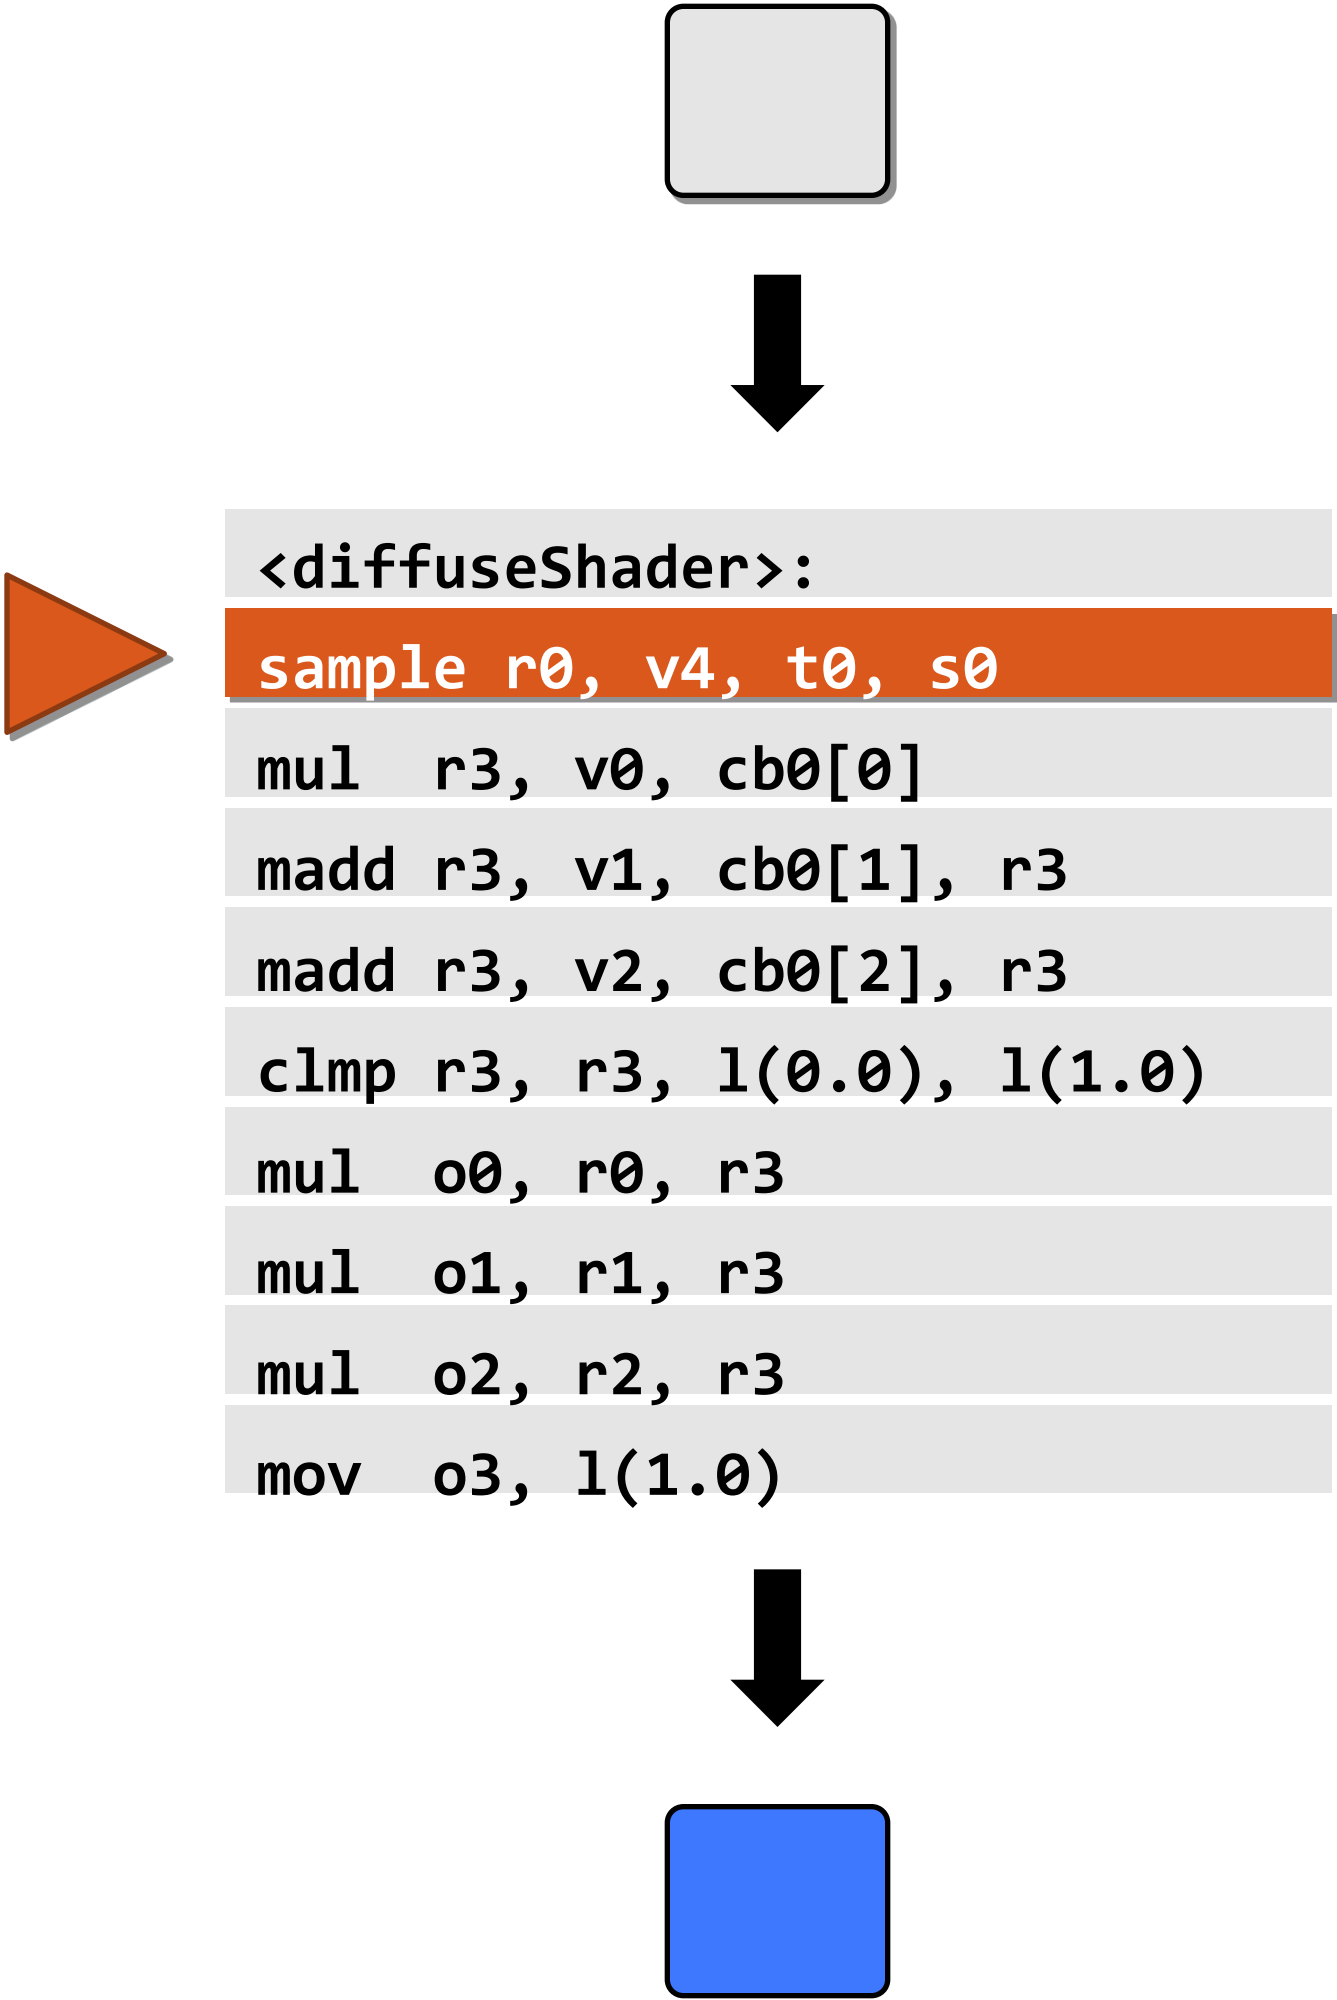 <diffuseShader>:
sample r0, v4, t0, s0
mul  r3, v0, cb0[0]
madd r3, v1, cb0[1], r3
madd r3, v2, cb0[2], r3
clmp r3, r3, l(0.0), l(1.0)
mul  o0, r0, r3
mul  o1, r1, r3
mul  o2, r2, r3
mov  o3, l(1.0)